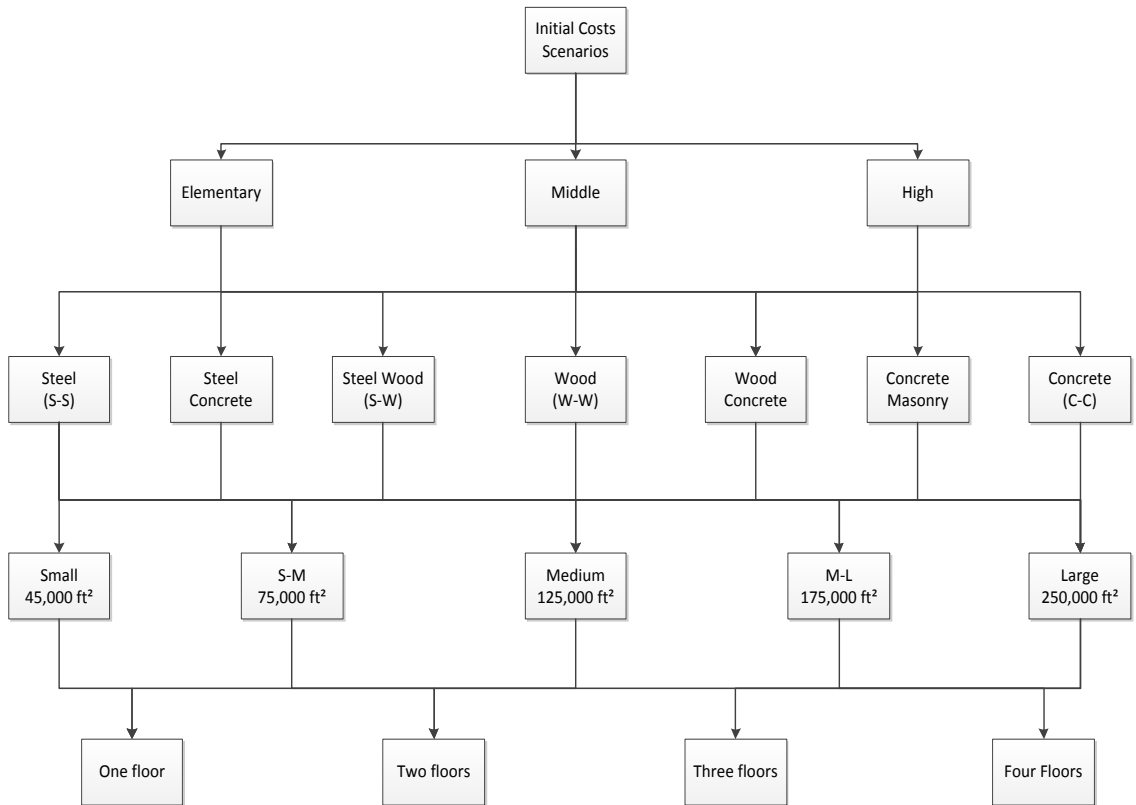 Initial Costs
Scenarios
Elementary
Middle
High
Steel
(S-S)
Steel
Concrete
Steel Wood
(S-W)
Wood
(W-W)
Wood
Concrete
Concrete
Masonry
Concrete
(C-C)
Small
45,000 ft²
S-M
75,000 ft²
Medium
125,000 ft²
M-L
175,000 ft²
Large
250,000 ft²
One floor
Two floors
Three floors
Four Floors